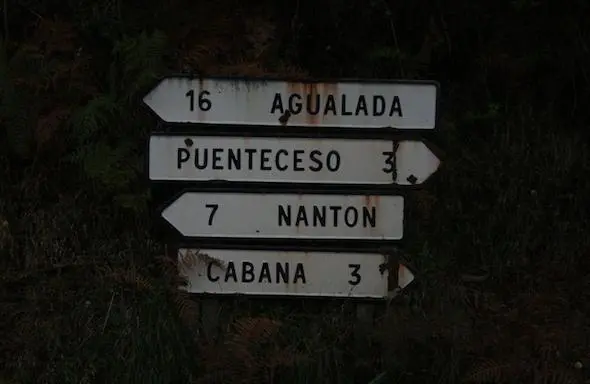 16 AGUALADA
PUENTECESO 3
7 NANTON
CABANA 3